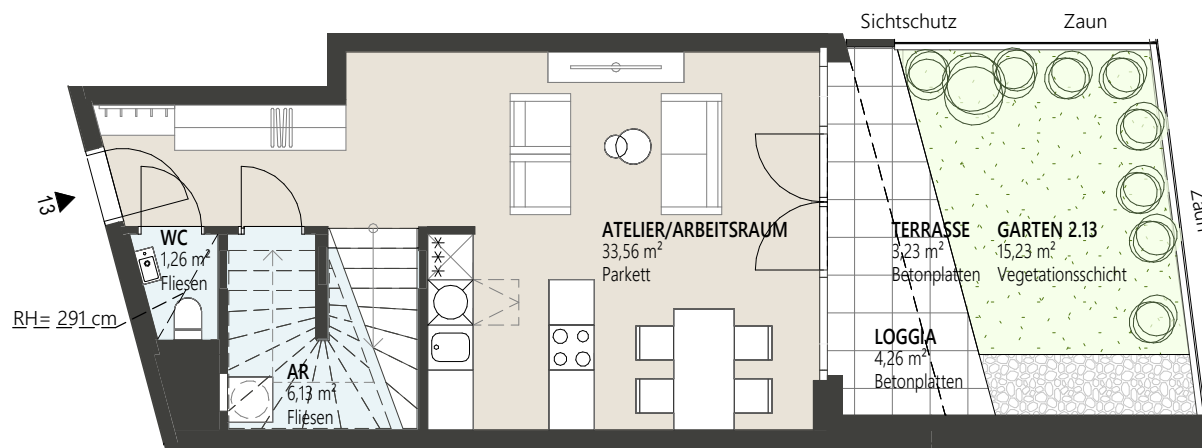 Sichtschutz
Zaun
13
WC
1,26 m²
Fliesen
RH= 291 cm
AR
6,13 m²
Fliesen
ATELIER/ARBEITSRAUM
33,56 m²
Parkett
TERRASSE
3,23 m²
Betonplatten
GARTEN 2.13
15,23 m²
Vegetationsschicht
LOGGIA
4,26 m²
Betonplatten
Zaun